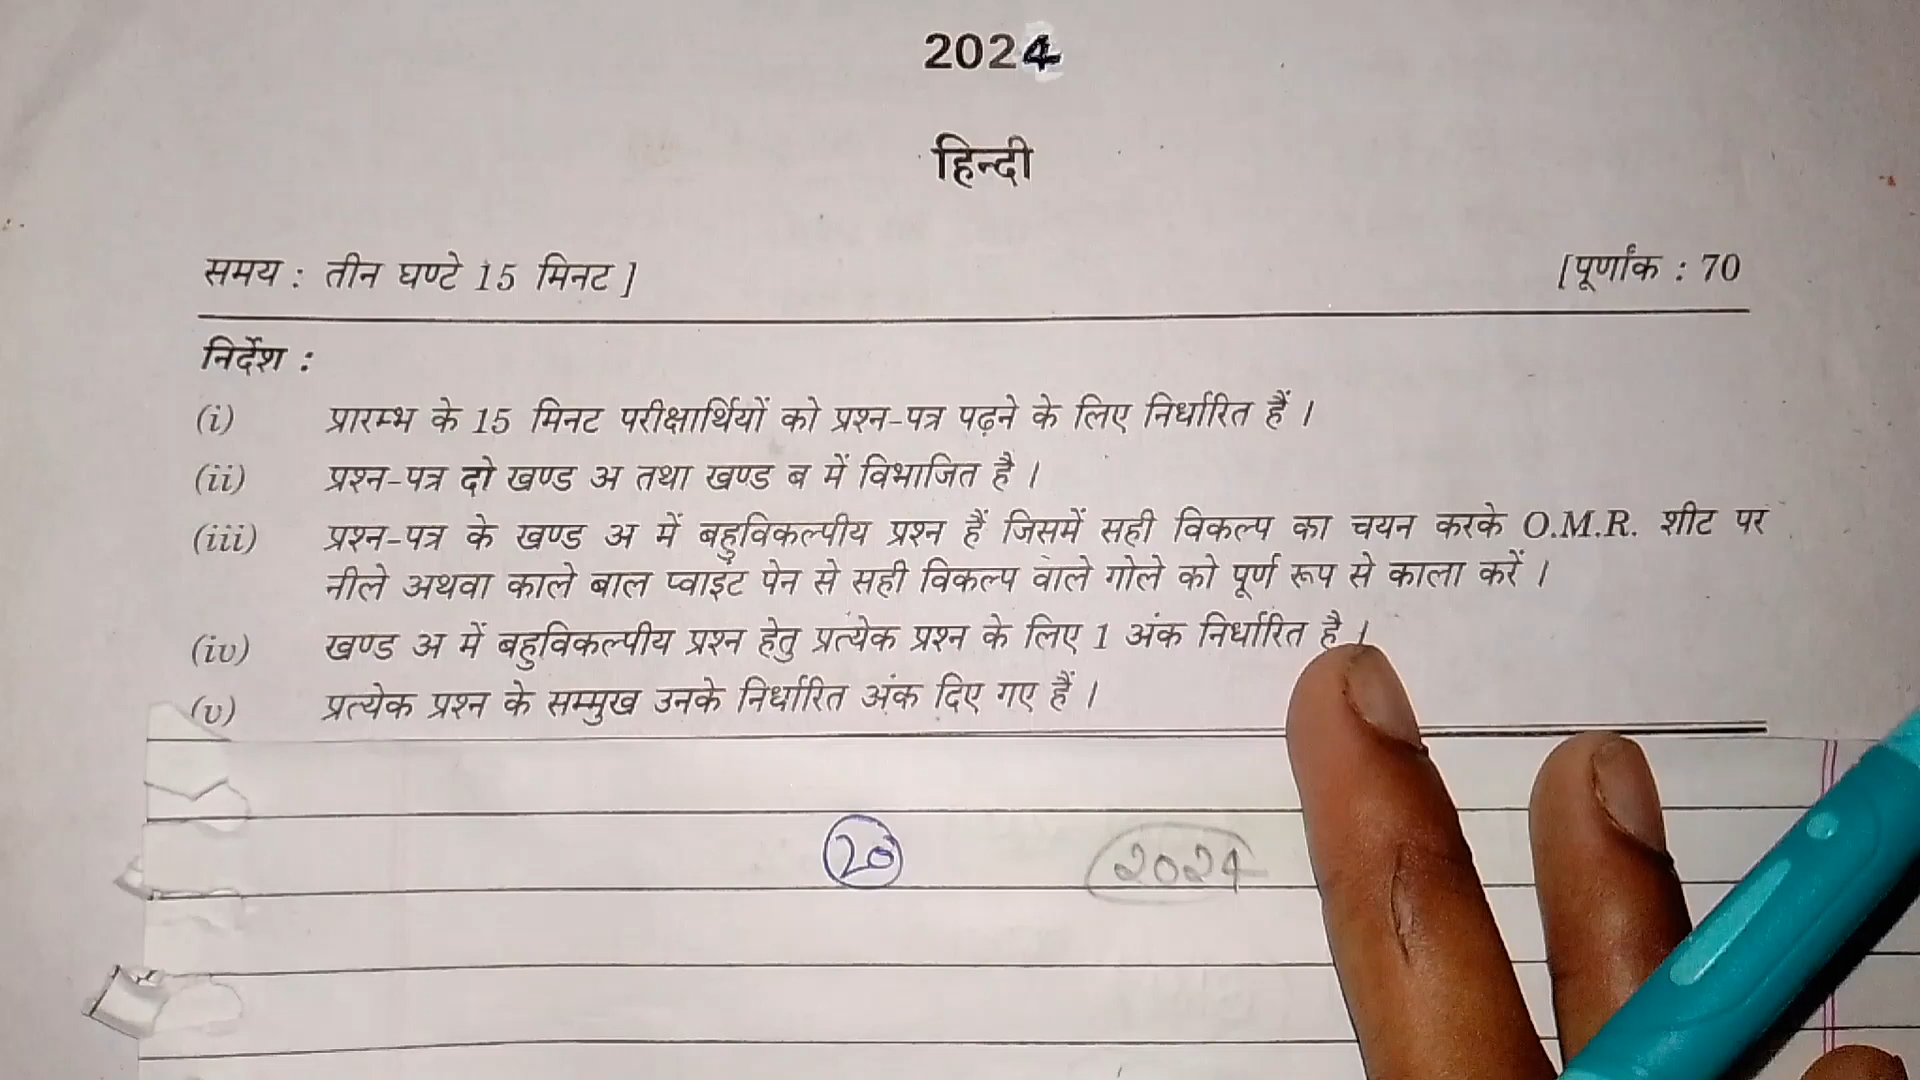 2024
हिन्दी
समय : तीन घण्टे 15 मिनट ]
[पूर्णांक : 70
निर्देश :
(i) प्रारम्भ के 15 मिनट परीक्षार्थियों को प्रश्न-पत्र पढ़ने के लिए निर्धारित हैं ।
(ii) प्रश्न-पत्र दो खण्ड अ तथा खण्ड ब में विभाजित है ।
(iii) प्रश्न-पत्र के खण्ड अ में बहुविकल्पीय प्रश्न हैं जिसमें सही विकल्प का चयन करके O.M.R. शीट पर
नीले अथवा काले बाल प्वाइंट पेन से सही विकल्प वाले गोले को पूर्ण रूप से काला करें ।
(iv) खण्ड अ में बहुविकल्पीय प्रश्न हेतु प्रत्येक प्रश्न के लिए 1 अंक निर्धारित है ।
(v) प्रत्येक प्रश्न के सम्मुख उनके निर्धारित अंक दिए गए हैं ।
20 2024